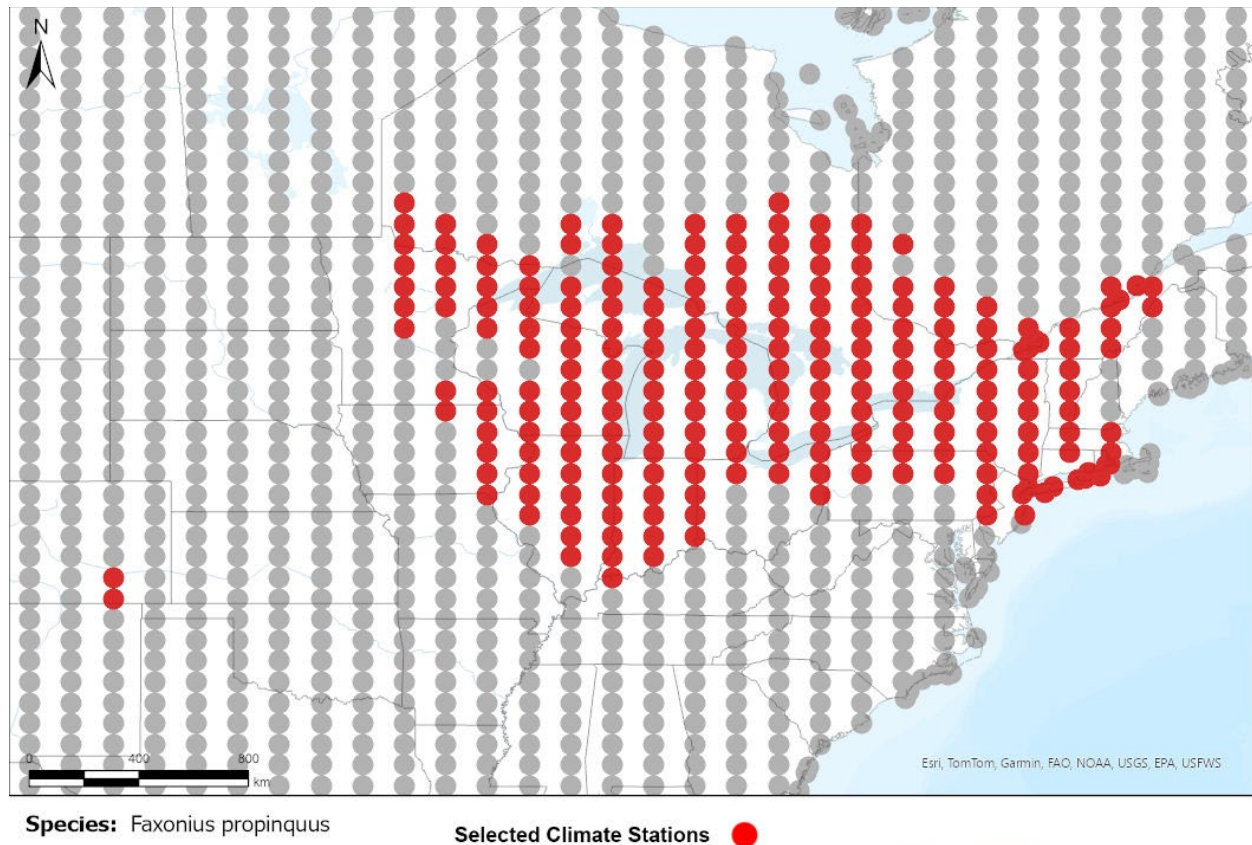 N
0 400 800
km
Esri, TomTom, Garmin, FAO, NOAA, USGS, EPA, USFWS
Species: Faxonius propinquus
Selected Climate Stations